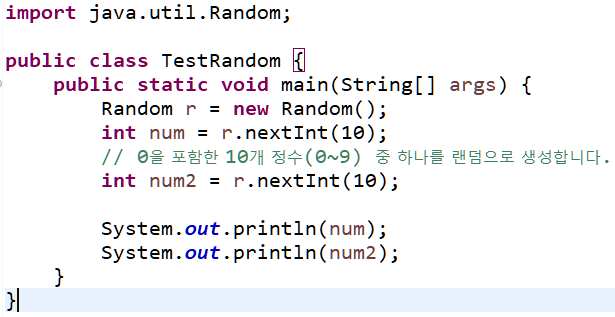 import java.util.Random;
public class TestRandom {
public static void main(String[] args) {
Random r = new Random();
int num = r.nextInt(10);
// 0을 포함한 10개 정수(0~9) 중 하나를 랜덤으로 생성합니다.
int num2 = r.nextInt(10);
System.out.println(num);
System.out.println(num2);
}
}